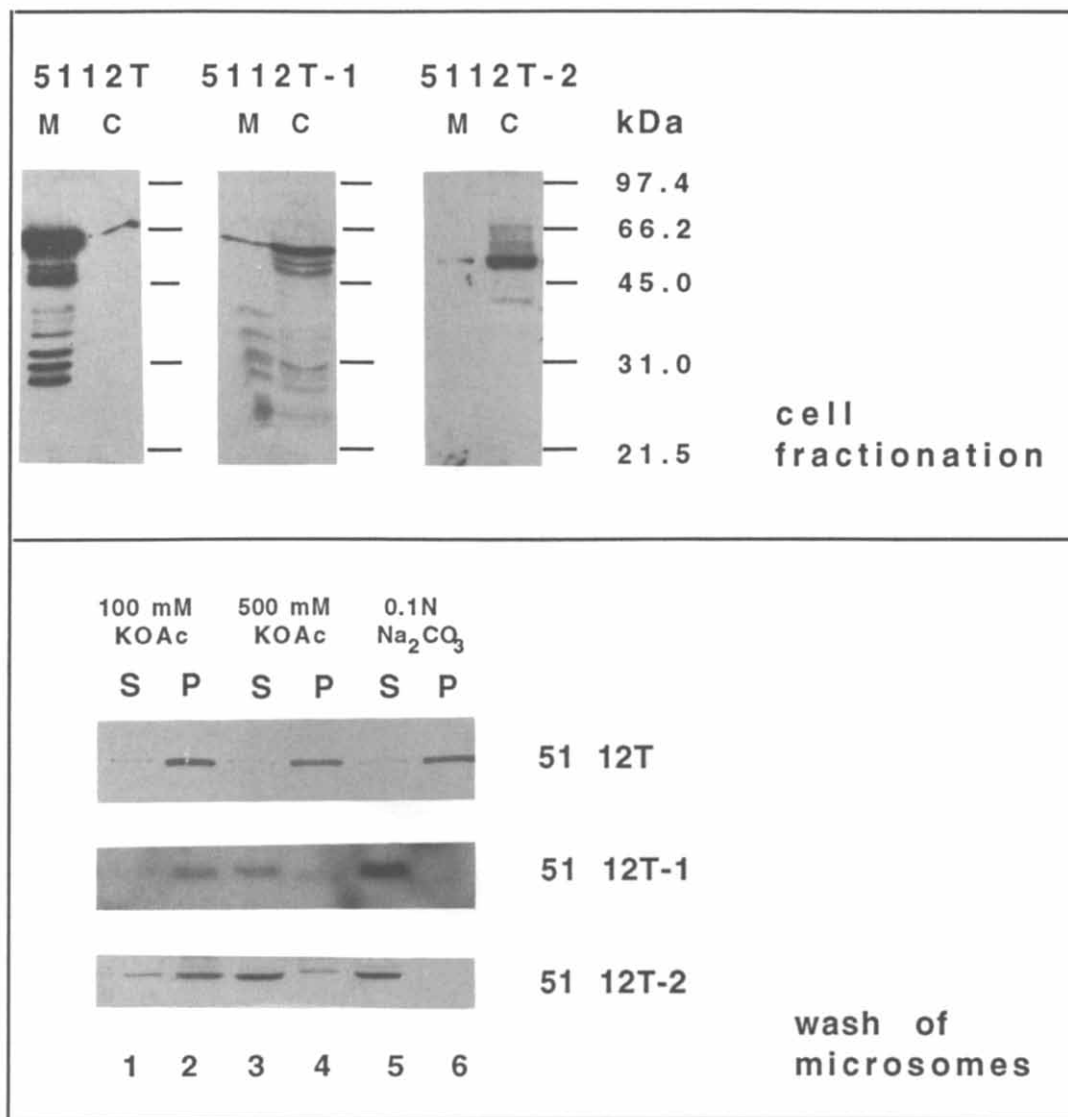 5112T 5112T-1 5112T-2
M C M C M C kDa
97.4
66.2
45.0
31.0
21.5
cell
fractionation
100 mM 500 mM 0.1N
KOAc KOAc Na₂CO₃
S P S P S P
51 12T
51 12T-1
51 12T-2
1 2 3 4 5 6
wash of
microsomes